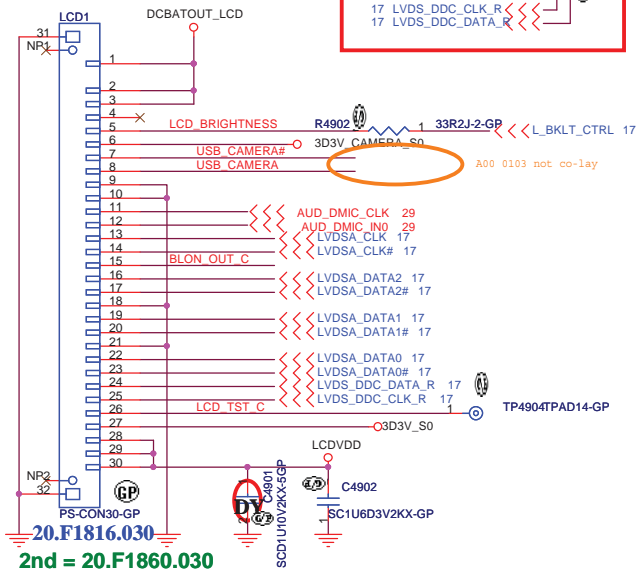 DCBATOUT_LCD
17 LVDS_DDC_CLK_R
17 LVDS_DDC_DATA_R
LCD1
31
NP1
1
2
3
4
5 LCD_BRIGHTNESS R4902 1 33R2J-2-GP L_BKLT_CTRL 17
6 3D3V_CAMERA_S0
7 USB_CAMERA#
8 USB_CAMERA A00 0103 not co-lay
9
10
11 AUD_DMIC_CLK 29
12 AUD_DMIC_IN0 29
13 LVDSA_CLK 17
14 LVDSA_CLK# 17
15 BLON_OUT_C
16 LVDSA_DATA2 17
17 LVDSA_DATA2# 17
18
19 LVDSA_DATA1 17
20 LVDSA_DATA1# 17
21
22 LVDSA_DATA0 17
23 LVDSA_DATA0# 17
24 LVDS_DDC_DATA_R 17
25 LVDS_DDC_CLK_R 17
26 LCD_TST_C 1 TP4904 TPAD14-GP
27 3D3V_S0
28
29
30
LCDVDD
NP2
32
GP
PS-CON30-GP
20.F1816.030
2nd = 20.F1860.030
DY
C4901
SCD1U10V2KX-5GP
C4902
1
SC1U6D3V2KX-GP